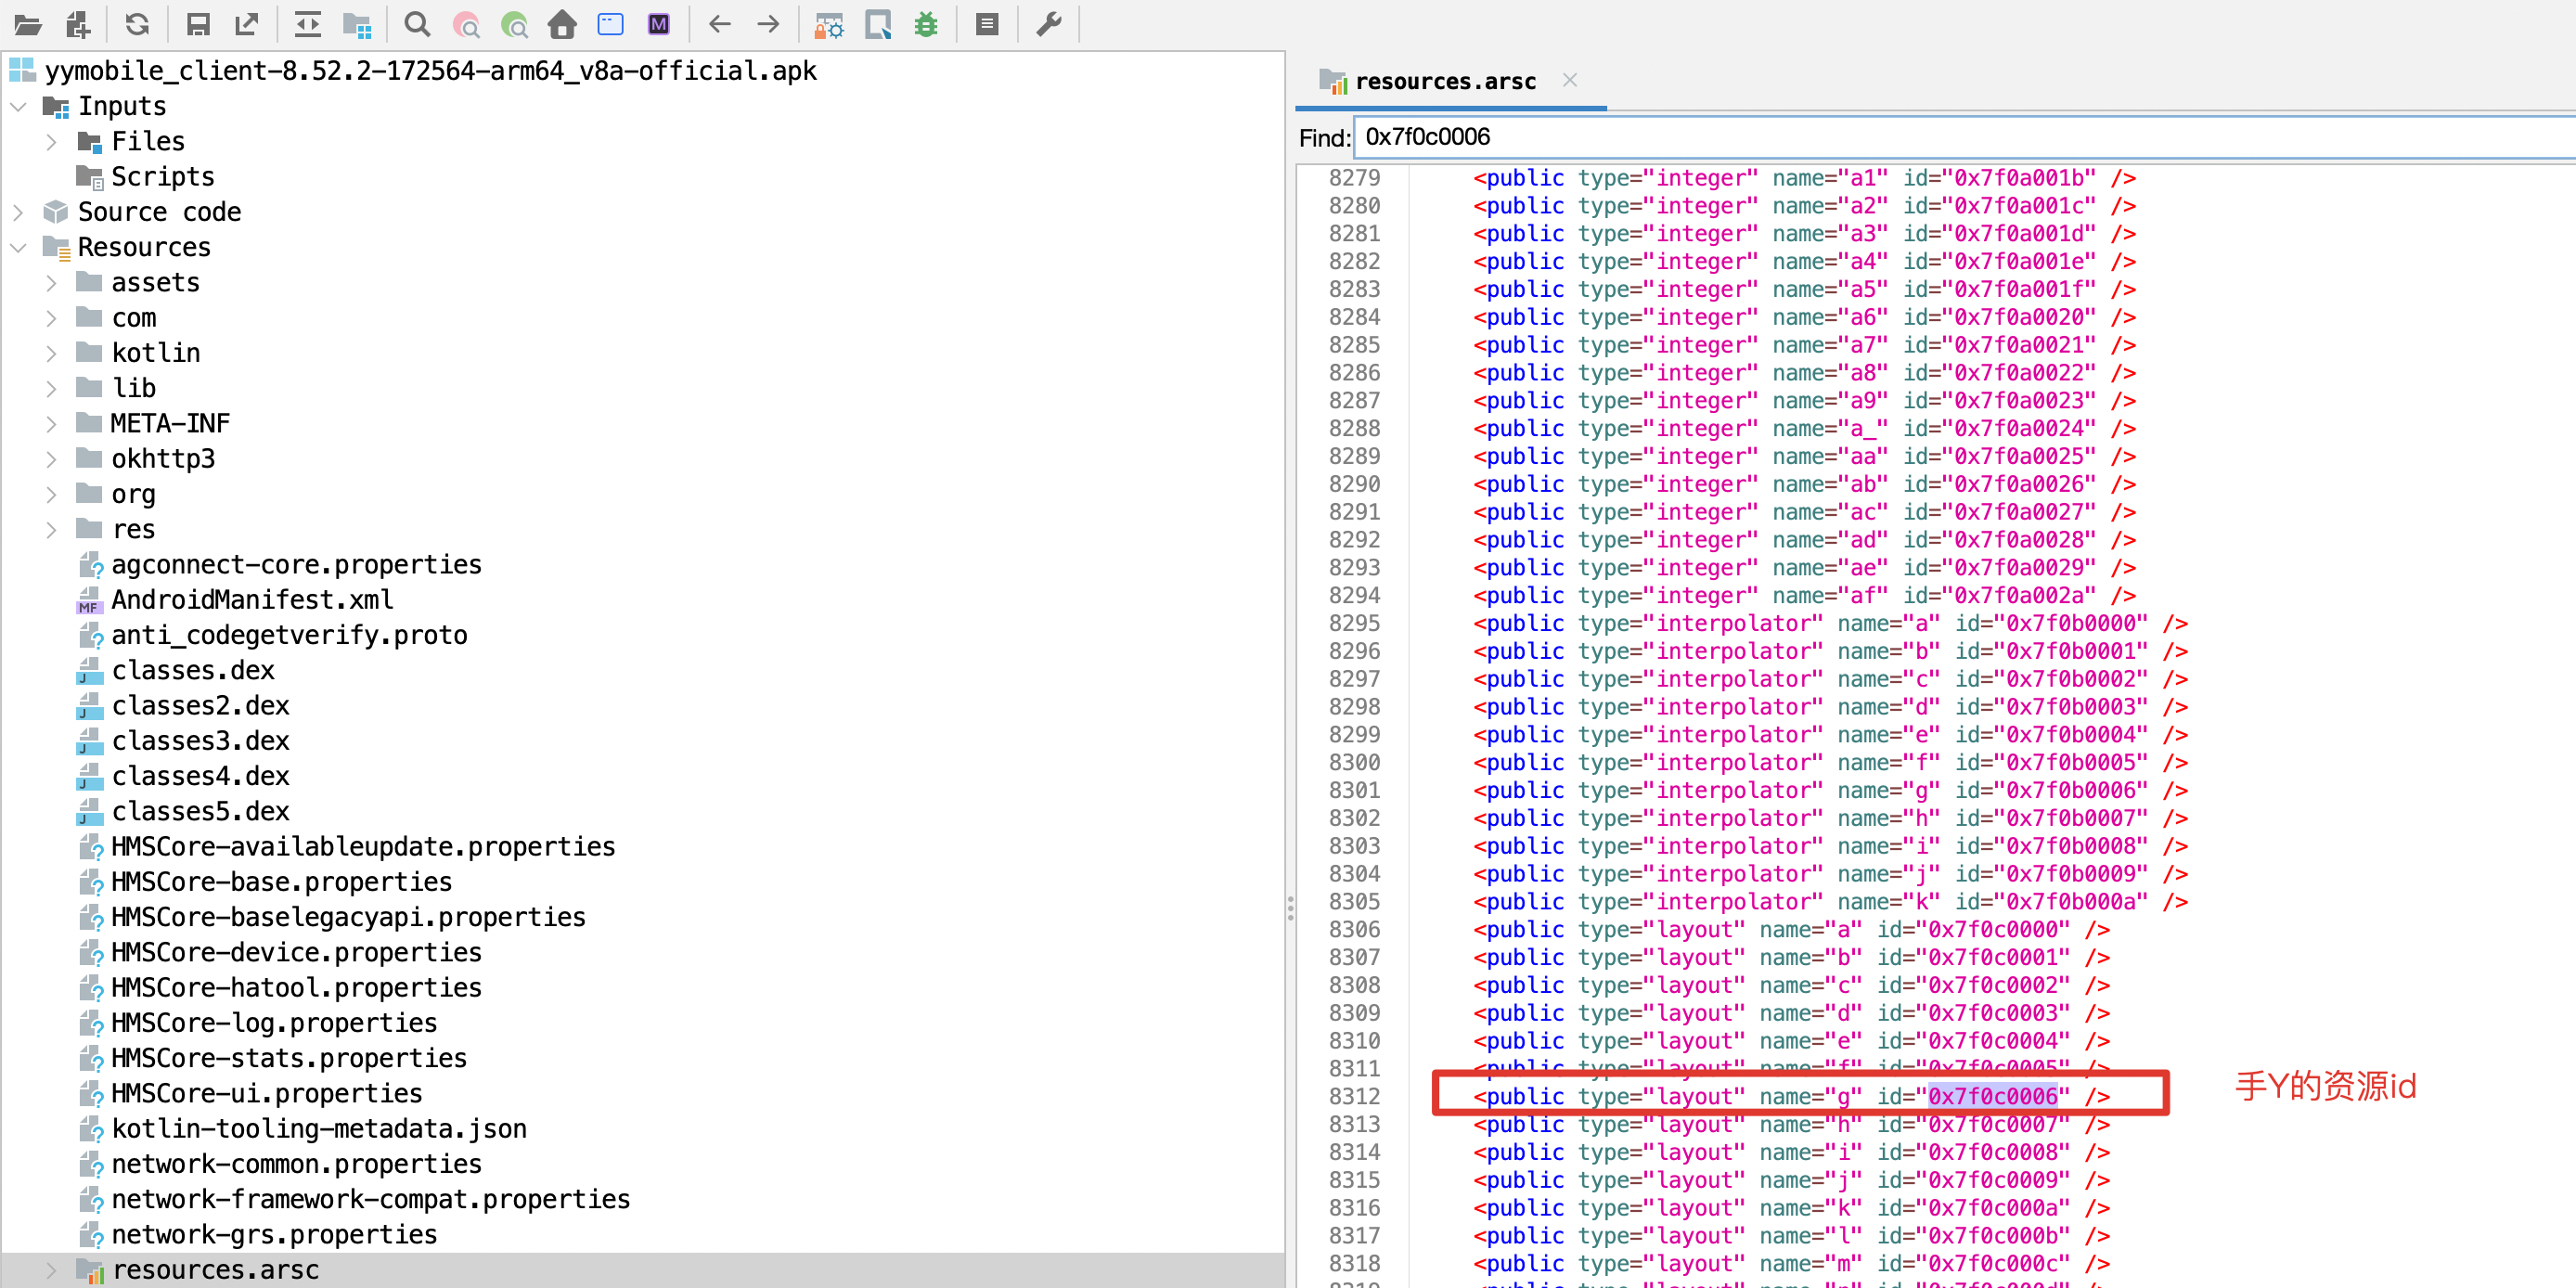 yymobile_client-8.52.2-172564-arm64_v8a-official.apk
Inputs
Files
Scripts
Source code
Resources
assets
com
kotlin
lib
META-INF
okhttp3
org
res
agconnect-core.properties
AndroidManifest.xml
anti_codegetverify.proto
classes.dex
classes2.dex
classes3.dex
classes4.dex
classes5.dex
HMSCore-availableupdate.properties
HMSCore-base.properties
HMSCore-baselegacyapi.properties
HMSCore-device.properties
HMSCore-hatool.properties
HMSCore-log.properties
HMSCore-stats.properties
HMSCore-ui.properties
kotlin-tooling-metadata.json
network-common.properties
network-framework-compat.properties
network-grs.properties
resources.arsc
resources.arsc
Find: 0x7f0c0006
8279 <public type="integer" name="a1" id="0x7f0a001b" />
8280 <public type="integer" name="a2" id="0x7f0a001c" />
8281 <public type="integer" name="a3" id="0x7f0a001d" />
8282 <public type="integer" name="a4" id="0x7f0a001e" />
8283 <public type="integer" name="a5" id="0x7f0a001f" />
8284 <public type="integer" name="a6" id="0x7f0a0020" />
8285 <public type="integer" name="a7" id="0x7f0a0021" />
8286 <public type="integer" name="a8" id="0x7f0a0022" />
8287 <public type="integer" name="a9" id="0x7f0a0023" />
8288 <public type="integer" name="a_" id="0x7f0a0024" />
8289 <public type="integer" name="aa" id="0x7f0a0025" />
8290 <public type="integer" name="ab" id="0x7f0a0026" />
8291 <public type="integer" name="ac" id="0x7f0a0027" />
8292 <public type="integer" name="ad" id="0x7f0a0028" />
8293 <public type="integer" name="ae" id="0x7f0a0029" />
8294 <public type="integer" name="af" id="0x7f0a002a" />
8295 <public type="interpolator" name="a" id="0x7f0b0000" />
8296 <public type="interpolator" name="b" id="0x7f0b0001" />
8297 <public type="interpolator" name="c" id="0x7f0b0002" />
8298 <public type="interpolator" name="d" id="0x7f0b0003" />
8299 <public type="interpolator" name="e" id="0x7f0b0004" />
8300 <public type="interpolator" name="f" id="0x7f0b0005" />
8301 <public type="interpolator" name="g" id="0x7f0b0006" />
8302 <public type="interpolator" name="h" id="0x7f0b0007" />
8303 <public type="interpolator" name="i" id="0x7f0b0008" />
8304 <public type="interpolator" name="j" id="0x7f0b0009" />
8305 <public type="interpolator" name="k" id="0x7f0b000a" />
8306 <public type="layout" name="a" id="0x7f0c0000" />
8307 <public type="layout" name="b" id="0x7f0c0001" />
8308 <public type="layout" name="c" id="0x7f0c0002" />
8309 <public type="layout" name="d" id="0x7f0c0003" />
8310 <public type="layout" name="e" id="0x7f0c0004" />
8311 <public type="layout" name="f" id="0x7f0c0005" />
8312 <public type="layout" name="g" id="0x7f0c0006" />
手Y的资源id
8313 <public type="layout" name="h" id="0x7f0c0007" />
8314 <public type="layout" name="i" id="0x7f0c0008" />
8315 <public type="layout" name="j" id="0x7f0c0009" />
8316 <public type="layout" name="k" id="0x7f0c000a" />
8317 <public type="layout" name="l" id="0x7f0c000b" />
8318 <public type="layout" name="m" id="0x7f0c000c" />